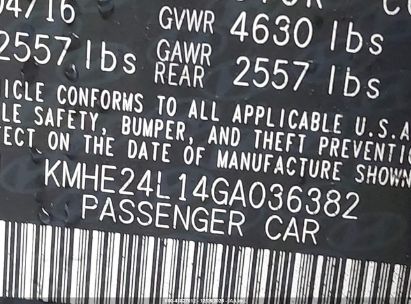 04/16 GVWR 4630 lbs
2557 lbs GAWR REAR 2557 lbs
ICLE CONFORMS TO ALL APPLICABLE U.S.A
LE SAFETY, BUMPER, AND THEFT PREVENTI
ECT ON THE DATE OF MANUFACTURE SHOWN
KMHE24L14GA036382
PASSENGER CAR